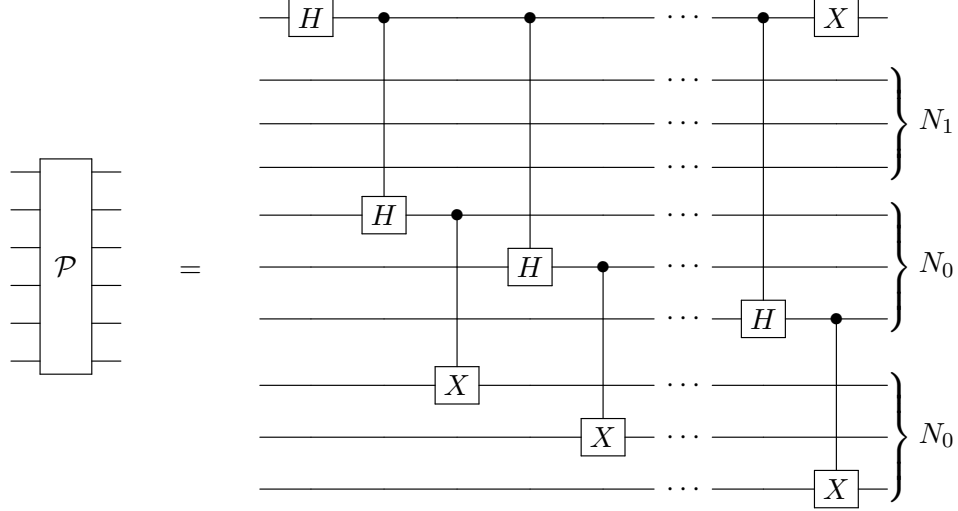 H ⋯ X
⋯
⋯ N₁
⋯
H ⋯
𝒫 = H ⋯ N₀
H ⋯
X ⋯
X ⋯ N₀
⋯ X